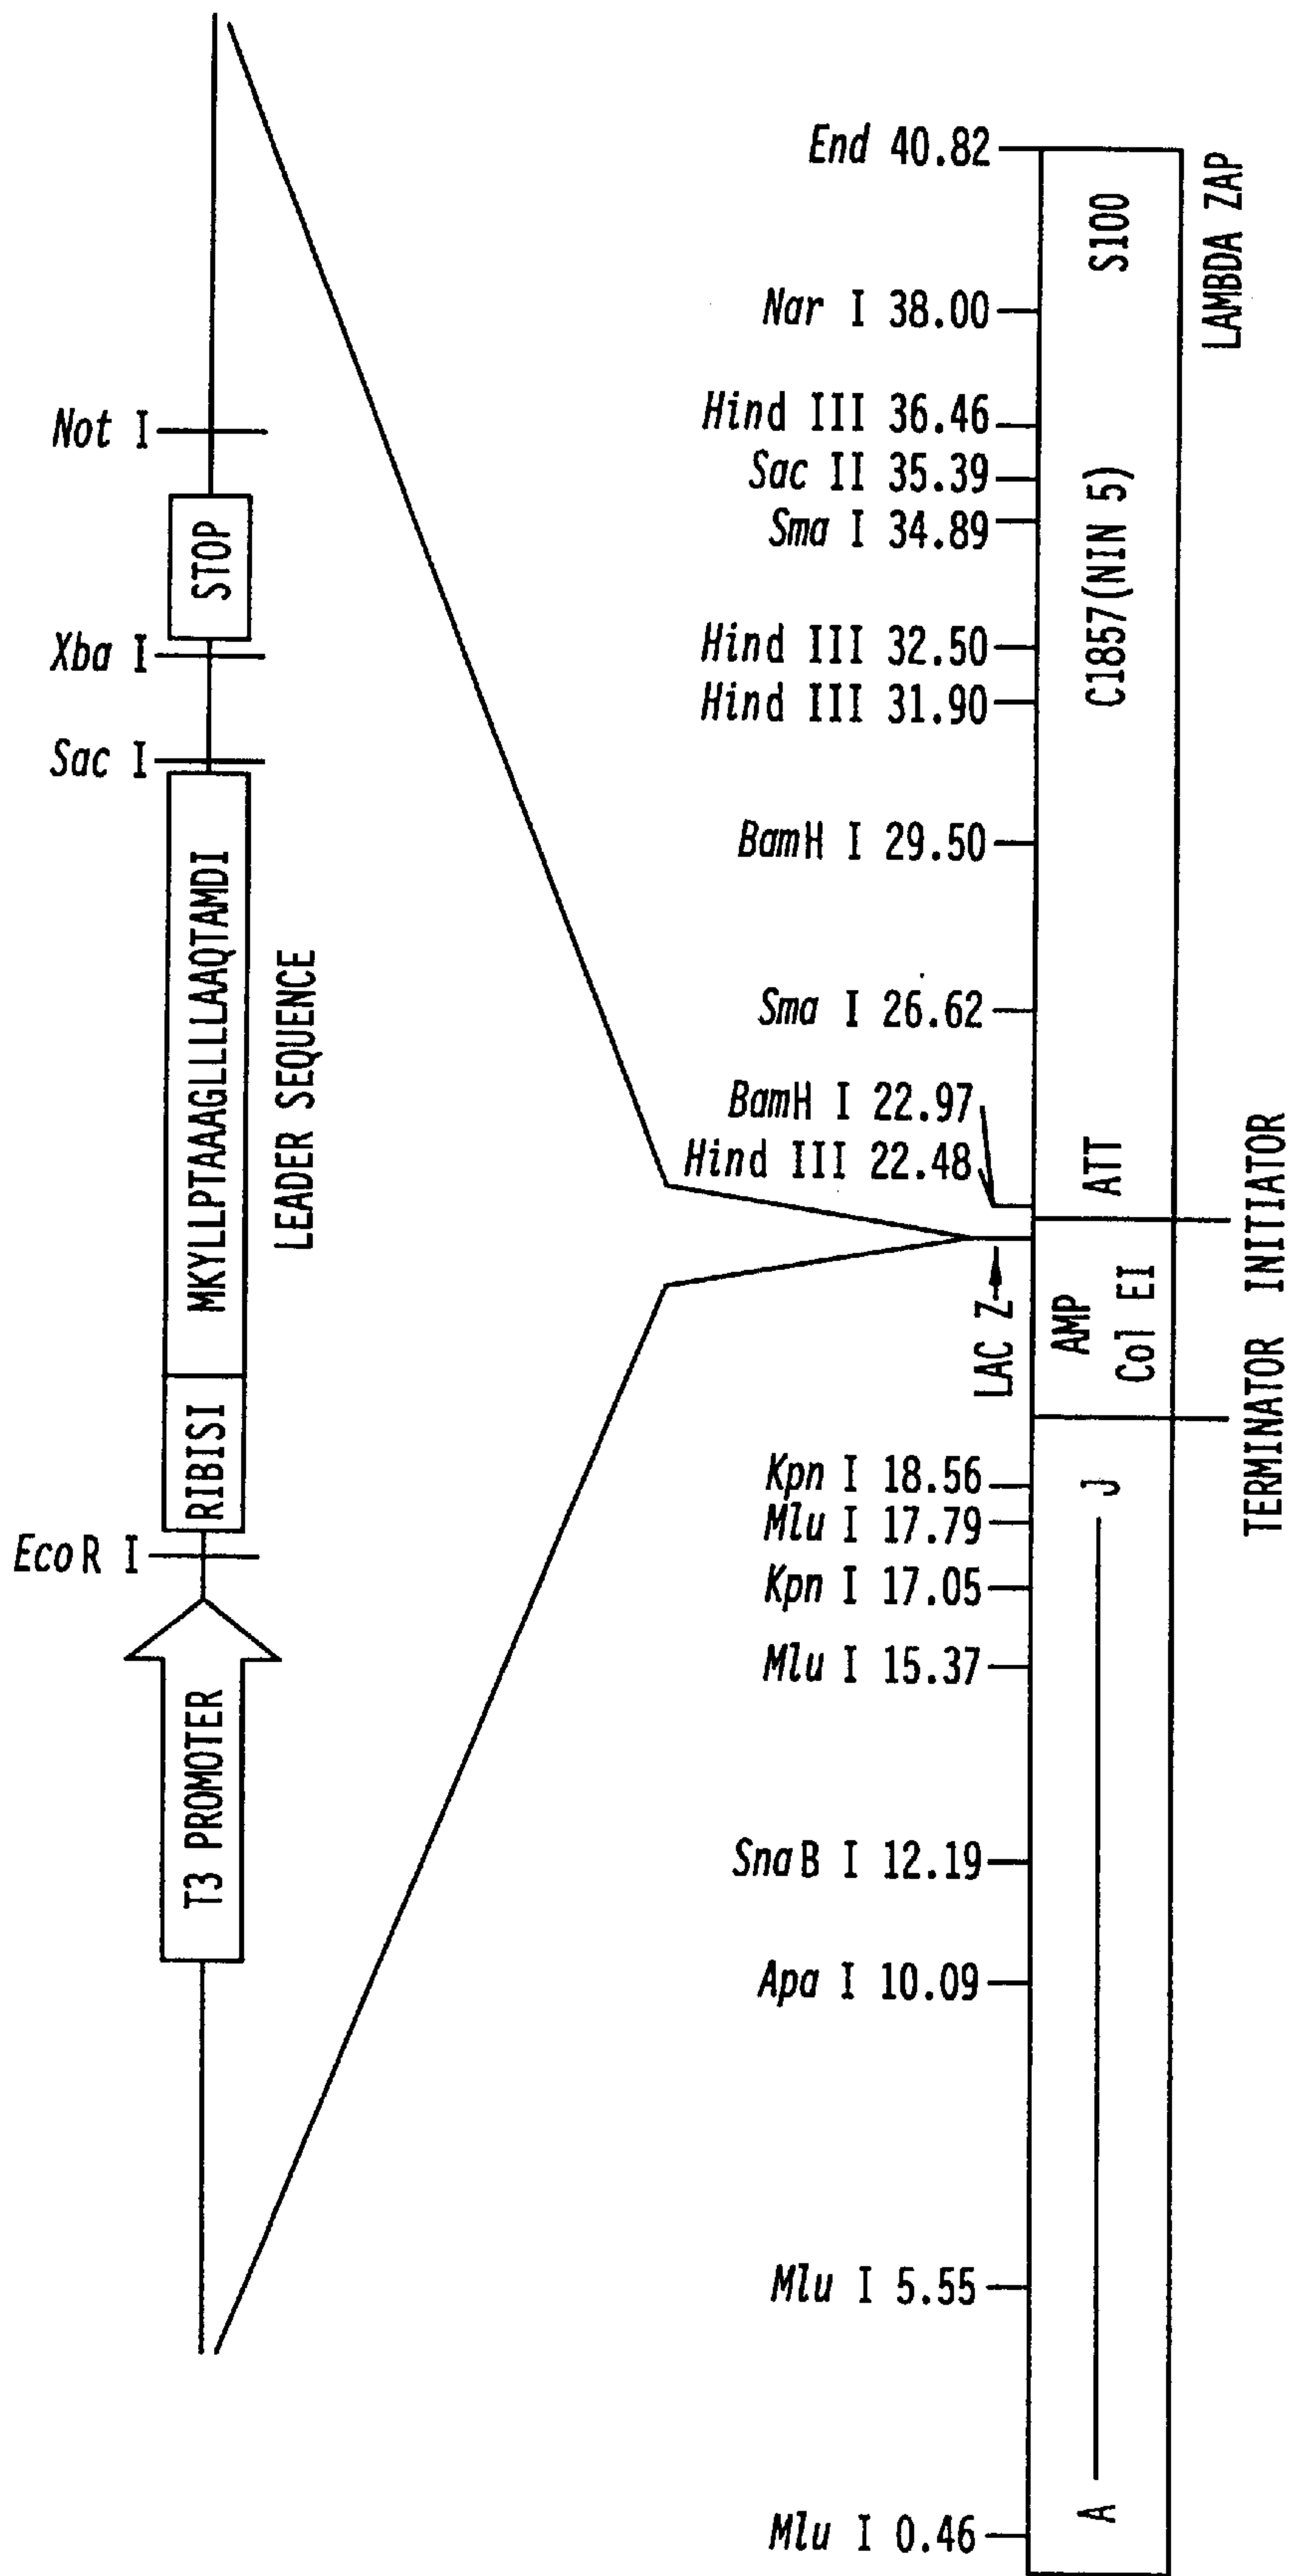 EcoR I
Sac I
Xba I
Not I
T3 PROMOTER
RIBISI
MKYLLPTAAAGLLLLAAQTAMDI
STOP
LEADER SEQUENCE
Mlu I 0.46
Mlu I 5.55
Apa I 10.09
SnaB I 12.19
Mlu I 15.37
Kpn I 17.05
Mlu I 17.79
Kpn I 18.56
LAC Z
Hind III 22.48
BamH I 22.97
Sma I 26.62
BamH I 29.50
Hind III 31.90
Hind III 32.50
Sma I 34.89
Sac II 35.39
Hind III 36.46
Nar I 38.00
End 40.82
A
J
AMP
Col EI
ATT
C1857(NIN 5)
S100
LAMBDA ZAP
TERMINATOR INITIATOR